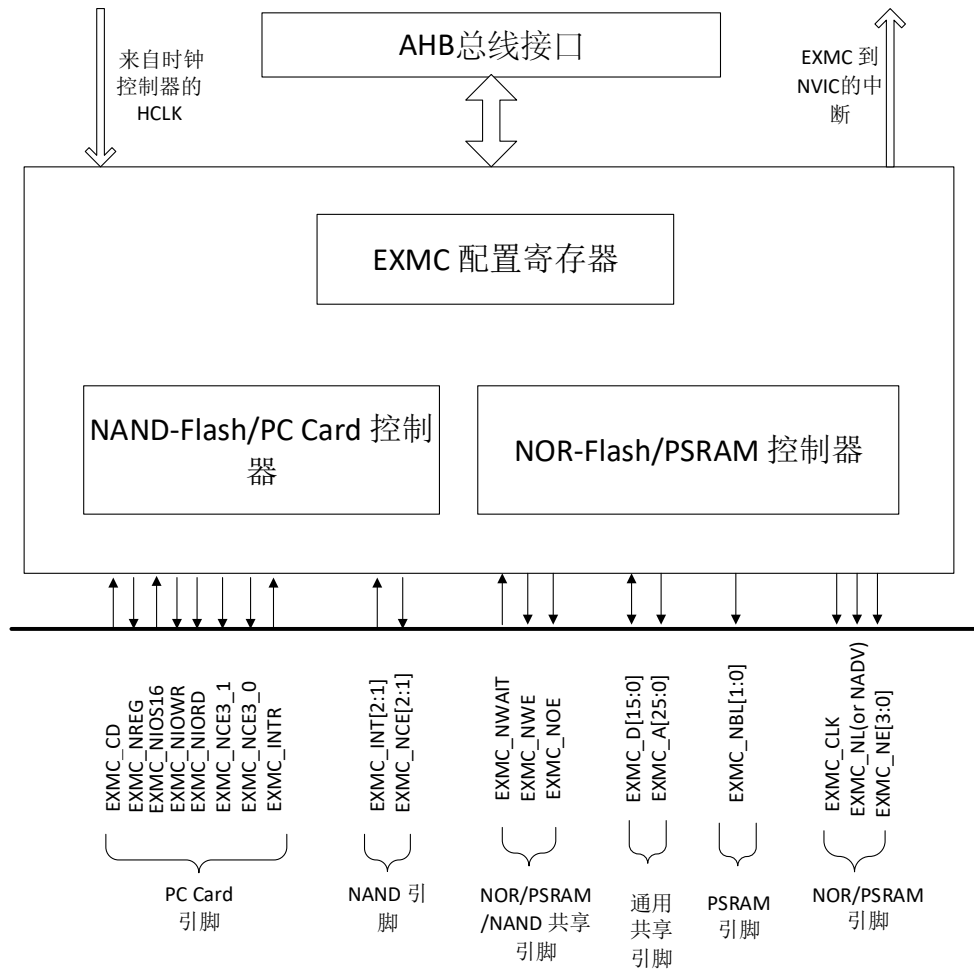 来自时钟
控制器的
HCLK
AHB总线接口
EXMC 到
NVIC的中
断
EXMC 配置寄存器
NAND-Flash/PC Card 控制
器
NOR-Flash/PSRAM 控制器
EXMC_CD
EXMC_NREG
EXMC_NIOS16
EXMC_NIOWR
EXMC_NIORD
EXMC_NCE3_1
EXMC_NCE3_0
EXMC_INTR
EXMC_INT[2:1]
EXMC_NCE[2:1]
EXMC_NWAIT
EXMC_NWE
EXMC_NOE
EXMC_D[15:0]
EXMC_A[25:0]
EXMC_NBL[1:0]
EXMC_CLK
EXMC_NL(or NADV)
EXMC_NE[3:0]
PC Card
引脚
NAND 引
脚
NOR/PSRAM
/NAND 共享
引脚
通用
共享
引脚
PSRAM
引脚
NOR/PSRAM
引脚